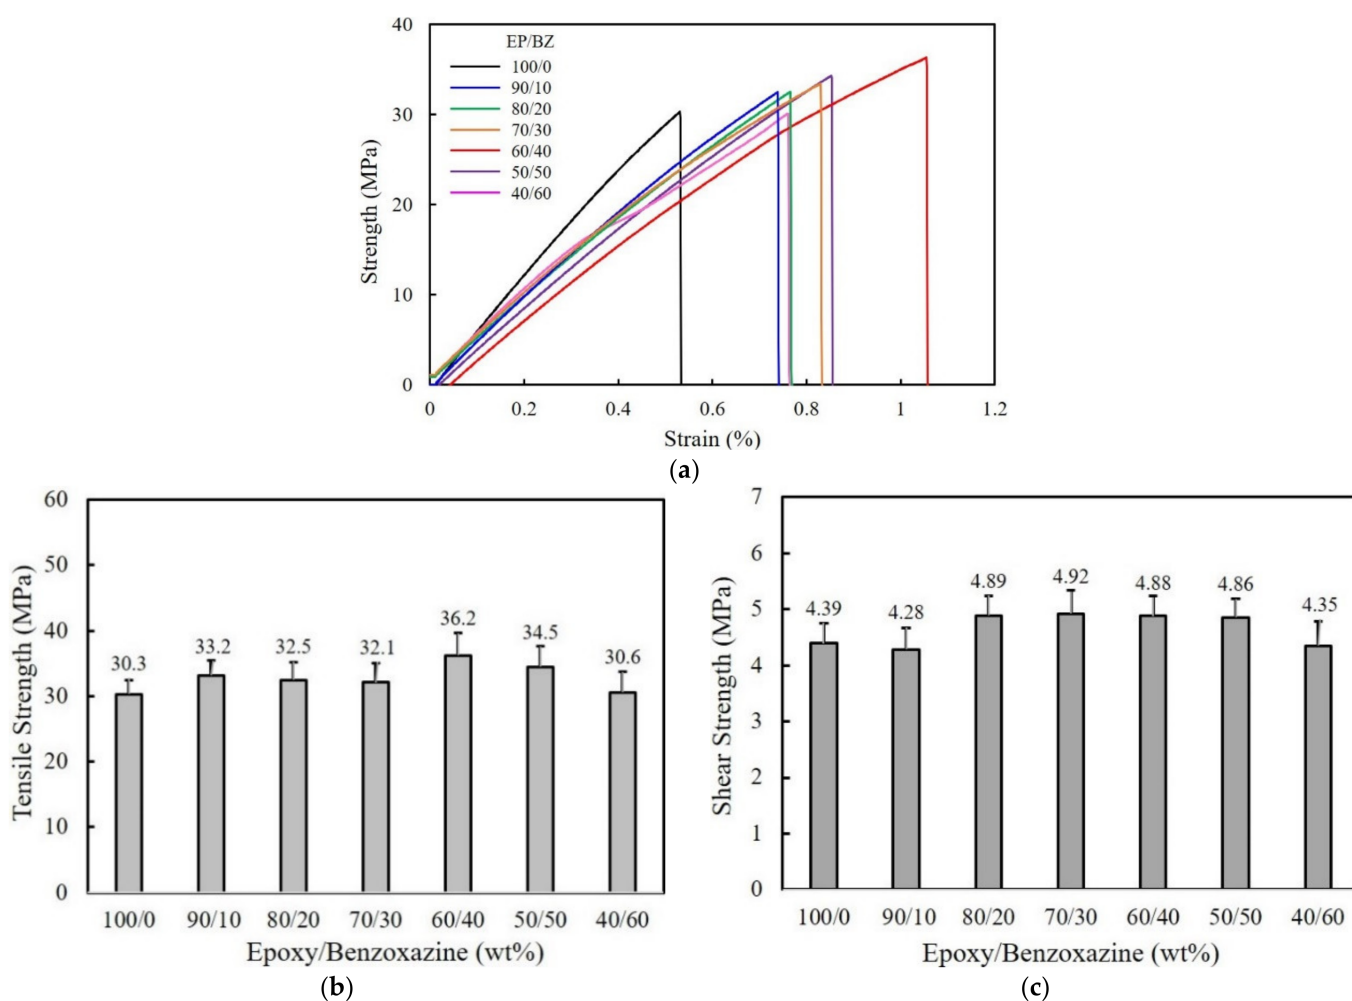 40
30
20
10
0
Strength (MPa)
EP/BZ
100/0
90/10
80/20
70/30
60/40
50/50
40/60
0 0.2 0.4 0.6 0.8 1 1.2
Strain (%)
(a)
60
50
40
30
20
10
0
Tensile Strength (MPa)
30.3 33.2 32.5 32.1 36.2 34.5 30.6
100/0 90/10 80/20 70/30 60/40 50/50 40/60
Epoxy/Benzoxazine (wt%)
(b)
7
6
5
4
3
2
1
0
Shear Strength (MPa)
4.39 4.28 4.89 4.92 4.88 4.86 4.35
100/0 90/10 80/20 70/30 60/40 50/50 40/60
Epoxy/Benzoxazine (wt%)
(c)